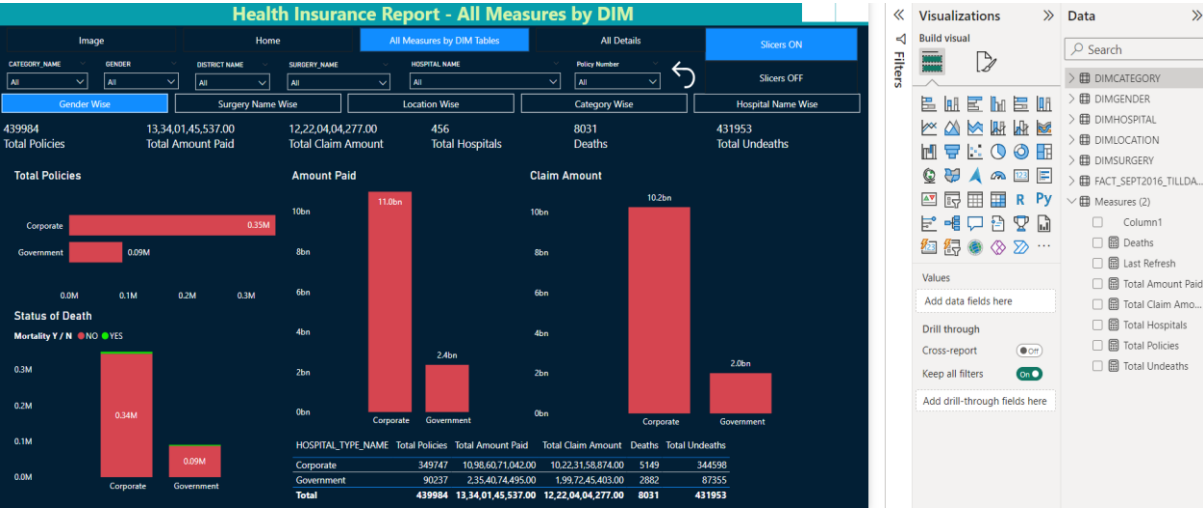 Health Insurance Report - All Measures by DIM
Image
Home
All Measures by DIM Tables
All Details
Slicers ON
CATEGORY_NAME
GENDER
DISTRICT NAME
SURGERY_NAME
HOSPITAL NAME
Policy Number
All
All
All
All
All
All
Slicers OFF
Gender Wise
Surgery Name Wise
Location Wise
Category Wise
Hospital Name Wise
439984
Total Policies
13,34,01,45,537.00
Total Amount Paid
12,22,04,04,277.00
Total Claim Amount
456
Total Hospitals
8031
Deaths
431953
Total Undeaths
Total Policies
Corporate
0.35M
Government
0.09M
0.0M 0.1M 0.2M 0.3M
Status of Death
Mortality Y / N NO YES
0.3M
0.2M
0.1M
0.0M
0.34M
0.09M
Corporate Government
Amount Paid
10bn
8bn
6bn
4bn
2bn
0bn
11.0bn
2.4bn
Corporate Government
Claim Amount
10bn
8bn
6bn
4bn
2bn
0bn
10.2bn
2.0bn
Corporate Government
HOSPITAL_TYPE_NAME Total Policies Total Amount Paid Total Claim Amount Deaths Total Undeaths
Corporate 349747 10,98,60,71,042.00 10,22,31,58,874.00 5149 344598
Government 90237 2,35,40,74,495.00 1,99,72,45,403.00 2882 87355
Total 439984 13,34,01,45,537.00 12,22,04,04,277.00 8031 431953
Filters
Visualizations
Build visual
R Py
123
Values
Add data fields here
Drill through
Cross-report
Off
Keep all filters
On
Add drill-through fields here
Data
Search
DIMCATEGORY
DIMGENDER
DIMHOSPITAL
DIMLOCATION
DIMSURGERY
FACT_SEPT2016_TILLDA...
Measures (2)
Column1
Deaths
Last Refresh
Total Amount Paid
Total Claim Amo...
Total Hospitals
Total Policies
Total Undeaths